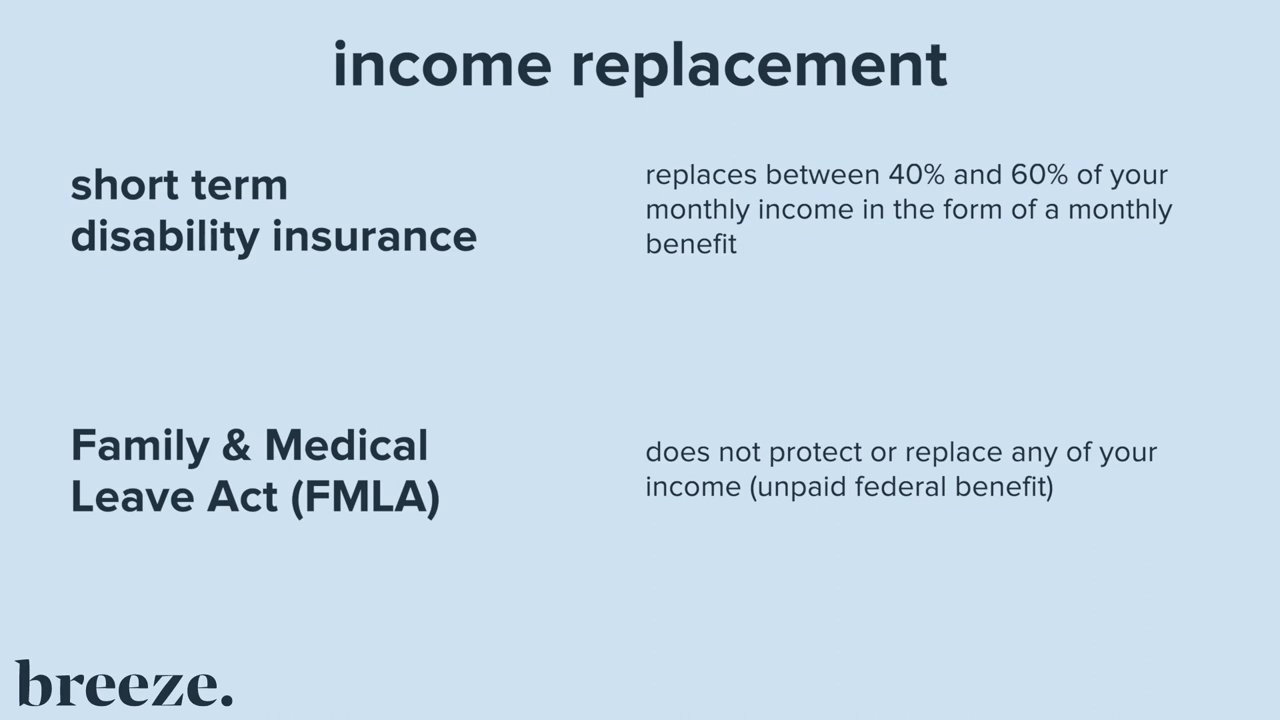 income replacement
short term
disability insurance
replaces between 40% and 60% of your
monthly income in the form of a monthly
benefit
Family & Medical
Leave Act (FMLA)
does not protect or replace any of your
income (unpaid federal benefit)
breeze.